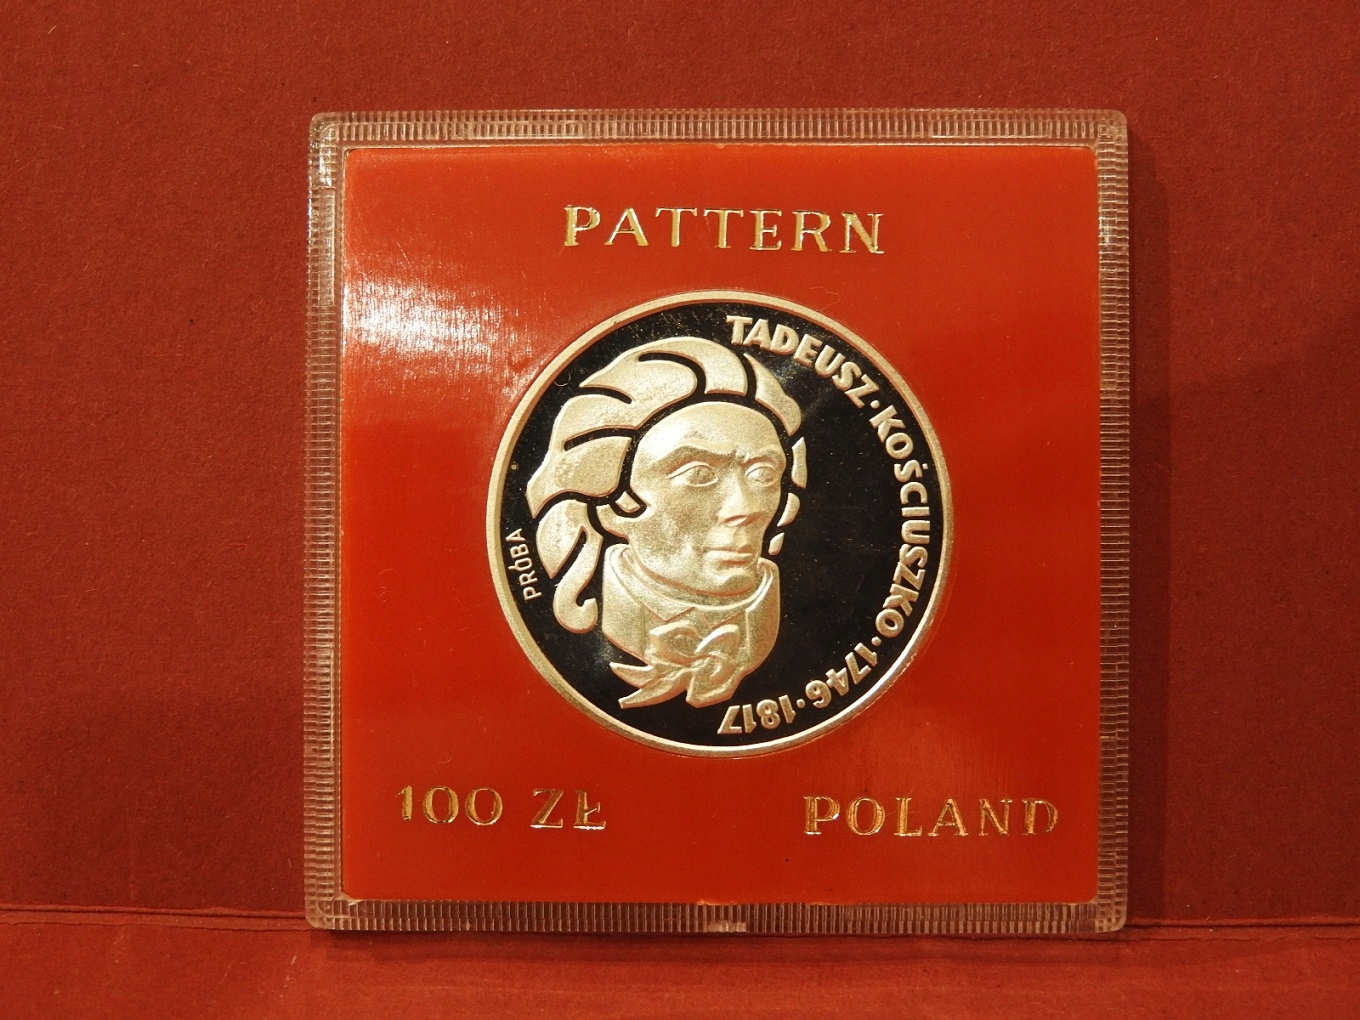 PATTERN
TADEUSZ·KOŚCIUSZKO·1746·1817
PRÓBA
100 ZŁ
POLAND